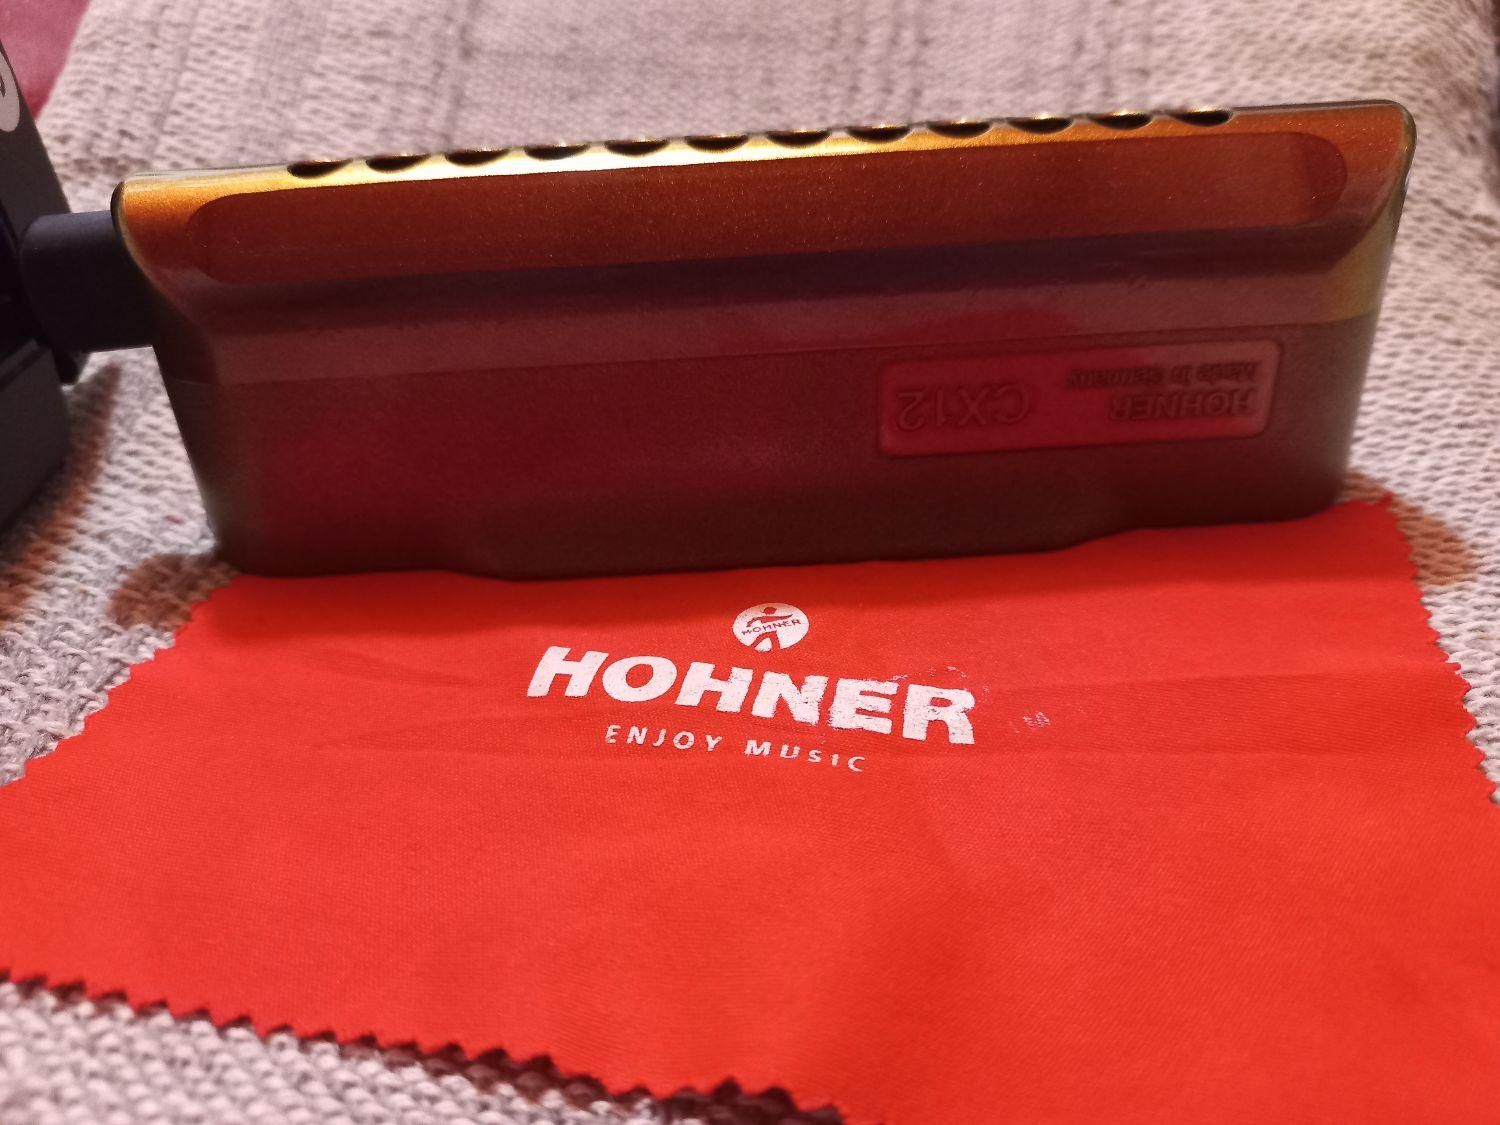 HOHNER
Made in Germany
CX12
HOHNER
HOHNER
ENJOY MUSIC